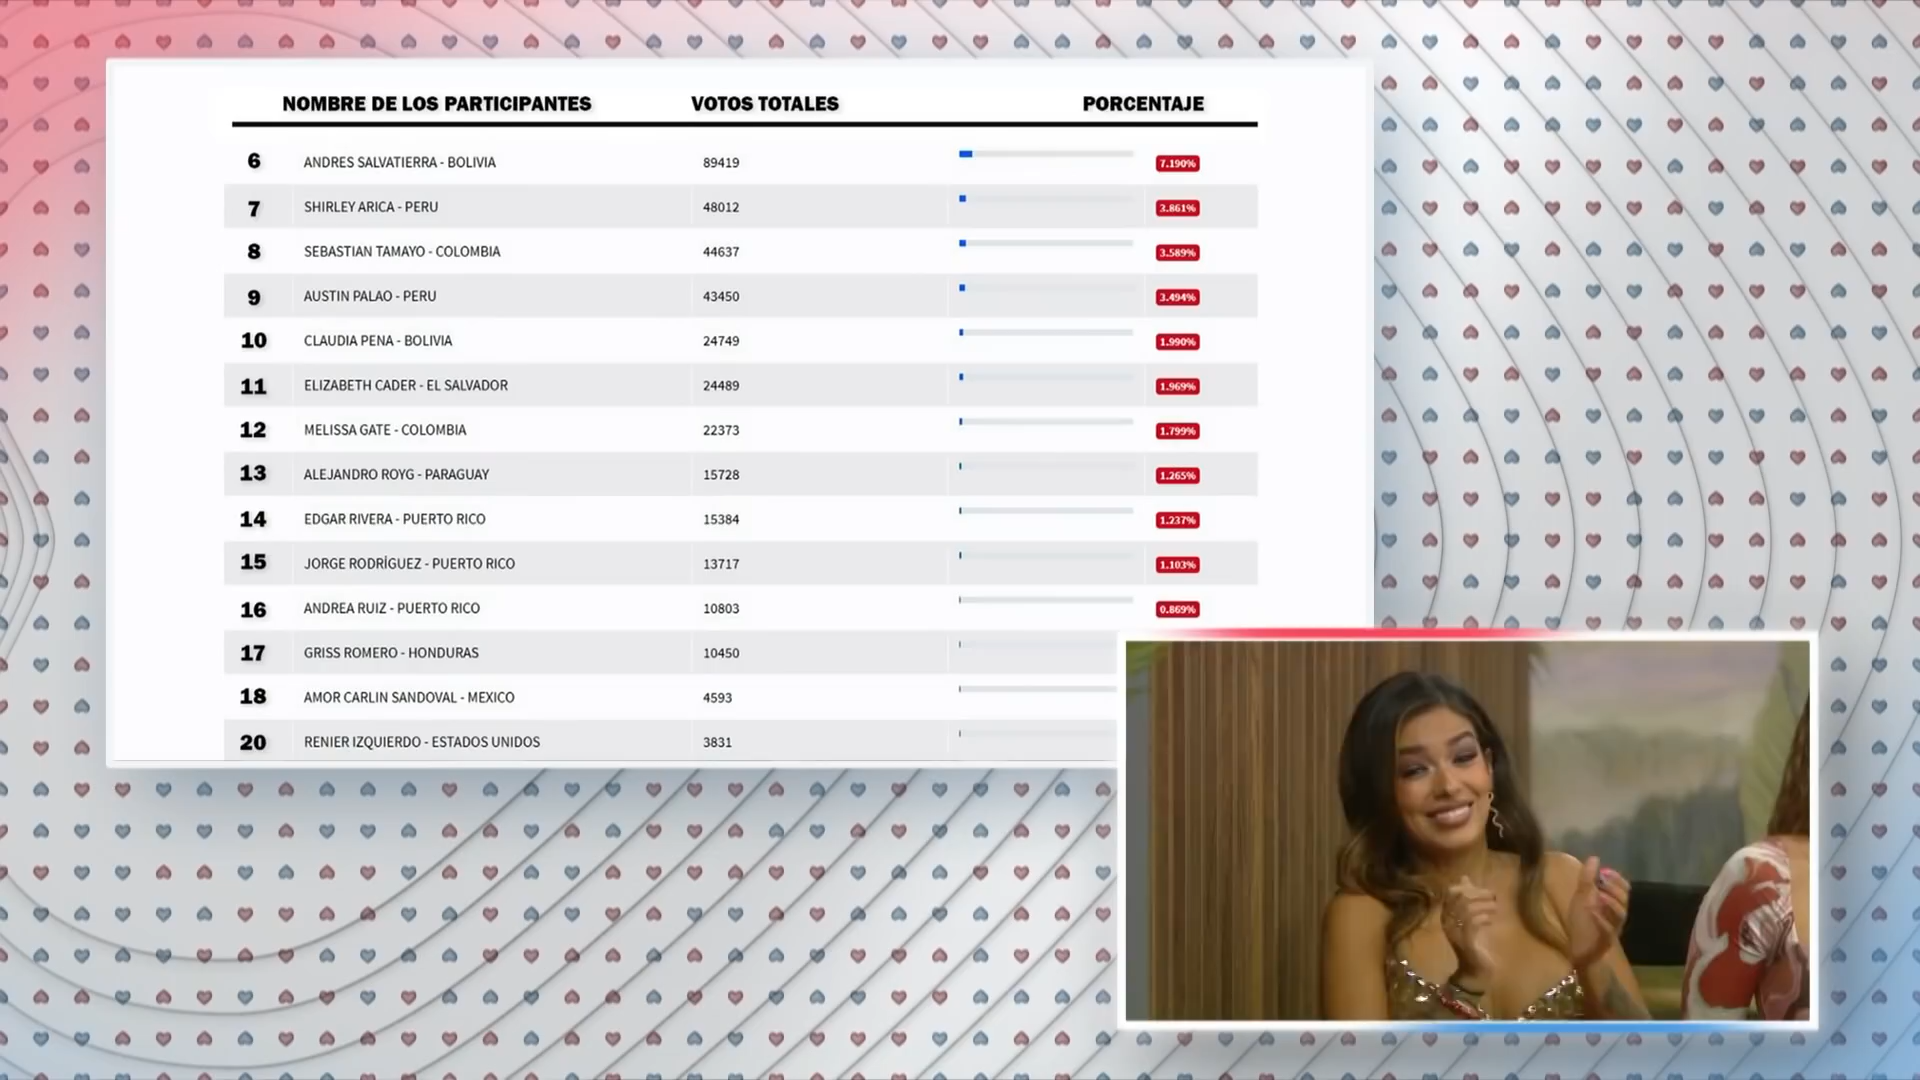 NOMBRE DE LOS PARTICIPANTES VOTOS TOTALES PORCENTAJE
6 ANDRES SALVATIERRA - BOLIVIA 89419 7.190%
7 SHIRLEY ARICA - PERU 48012 3.861%
8 SEBASTIAN TAMAYO - COLOMBIA 44637 3.589%
9 AUSTIN PALAO - PERU 43450 3.494%
10 CLAUDIA PENA - BOLIVIA 24749 1.990%
11 ELIZABETH CADER - EL SALVADOR 24489 1.969%
12 MELISSA GATE - COLOMBIA 22373 1.799%
13 ALEJANDRO ROYG - PARAGUAY 15728 1.265%
14 EDGAR RIVERA - PUERTO RICO 15384 1.237%
15 JORGE RODRÍGUEZ - PUERTO RICO 13717 1.103%
16 ANDREA RUIZ - PUERTO RICO 10803 0.869%
17 GRISS ROMERO - HONDURAS 10450
18 AMOR CARLIN SANDOVAL - MEXICO 4593
20 RENIER IZQUIERDO - ESTADOS UNIDOS 3831